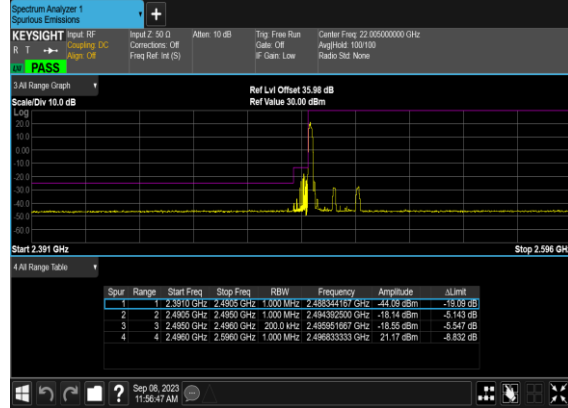 Spectrum Analyzer 1
Spurious Emissions
KEYSIGHT Input: RF Input Z: 50 Ω Atten: 10 dB Trig: Free Run Center Freq: 22.005000000 GHz
R T Coupling: DC Corrections: Off Gate: Off Avg|Hold: 100/100
Align: Off Freq Ref: Int (S) IF Gain: Low Radio Std: None
PASS
3 All Range Graph
Ref Lvl Offset 35.98 dB
Scale/Div 10.0 dB Ref Value 30.00 dBm
Log
20.0
10.0
0.00
-10.0
-20.0
-30.0
-40.0
-50.0
-60.0
Start 2.391 GHz Stop 2.596 GHz
4 All Range Table
Spur Range Start Freq Stop Freq RBW Frequency Amplitude ΔLimit
1 1 2.3910 GHz 2.4905 GHz 1.000 MHz 2.488344167 GHz -44.09 dBm -19.09 dB
2 2 2.4905 GHz 2.4950 GHz 1.000 MHz 2.494392500 GHz -18.14 dBm -5.143 dB
3 3 2.4950 GHz 2.4960 GHz 200.0 kHz 2.495951667 GHz -18.55 dBm -5.547 dB
4 4 2.4960 GHz 2.5960 GHz 1.000 MHz 2.496833333 GHz 21.17 dBm -8.832 dB
? Sep 08, 2023
11:56:47 AM